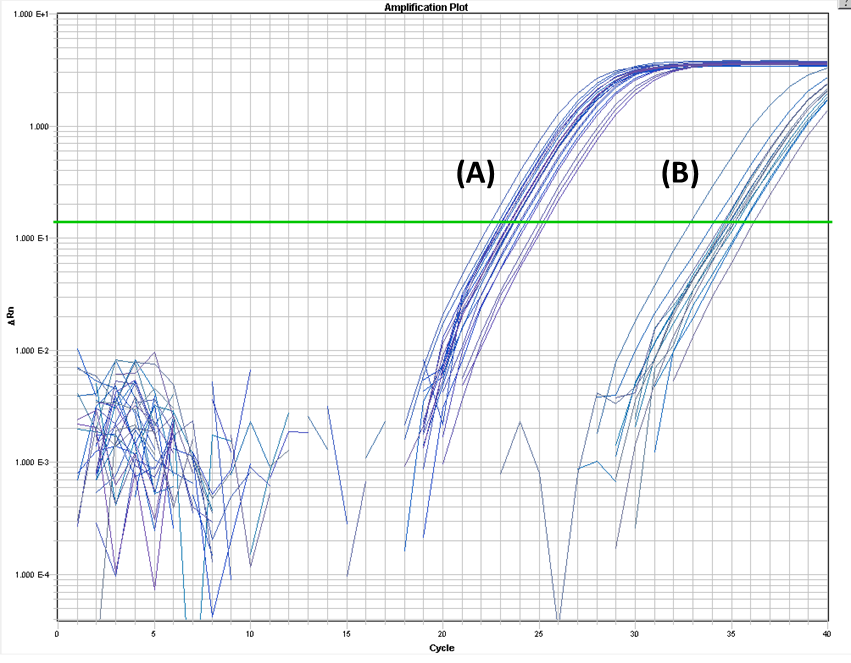 Amplification Plot
1.000 E+1
1.000
1.000 E-1
1.000 E-2
1.000 E-3
1.000 E-4
ΔRn
(A)
(B)
0 5 10 15 20 25 30 35 40
Cycle